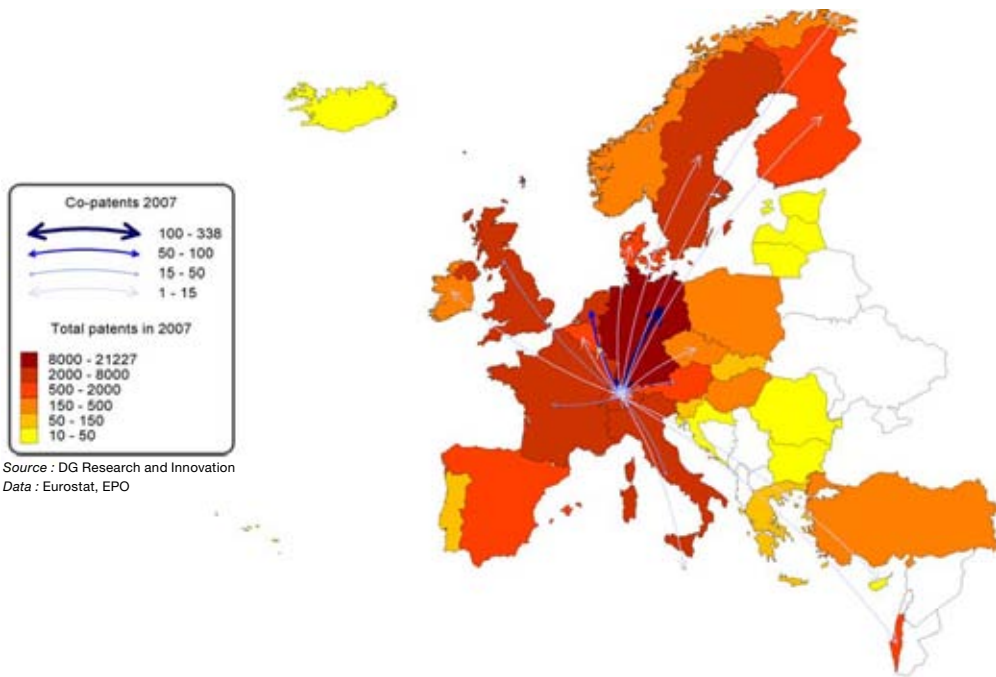 Co-patents 2007
100 - 338
50 - 100
15 - 50
1 - 15
Total patents in 2007
8000 - 21227
2000 - 8000
500 - 2000
150 - 500
50 - 150
10 - 50
Source : DG Research and Innovation
Data : Eurostat, EPO